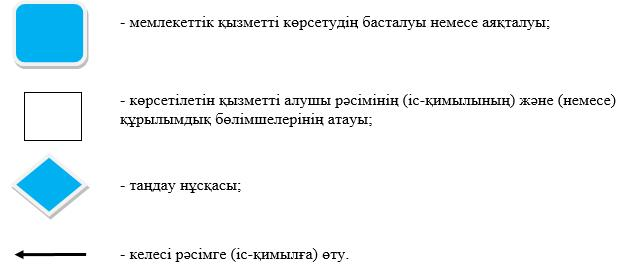 - мемлекеттік қызметті көрсетудің басталуы немесе аяқталуы;
- көрсетілетін қызметті алушы рәсімінің (іс-қимылының) және (немесе)
құрылымдық бөлімшелерінің атауы;
- таңдау нұсқасы;
- келесі рәсімге (іс-қимылға) өту.